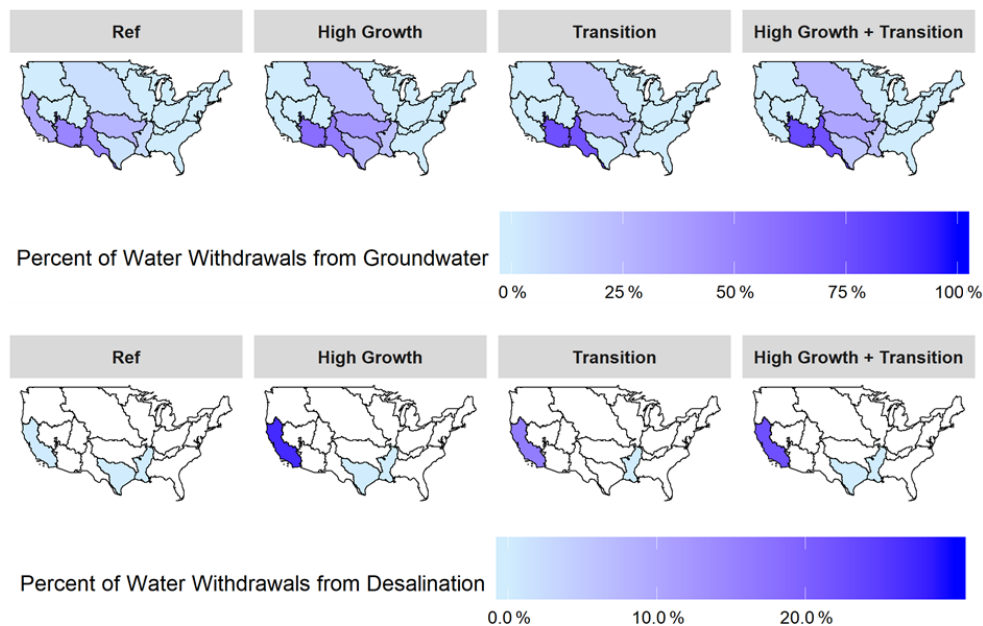 Ref High Growth Transition High Growth + Transition
Percent of Water Withdrawals from Groundwater
0 % 25 % 50 % 75 % 100 %
Ref High Growth Transition High Growth + Transition
Percent of Water Withdrawals from Desalination
0.0 % 10.0 % 20.0 %